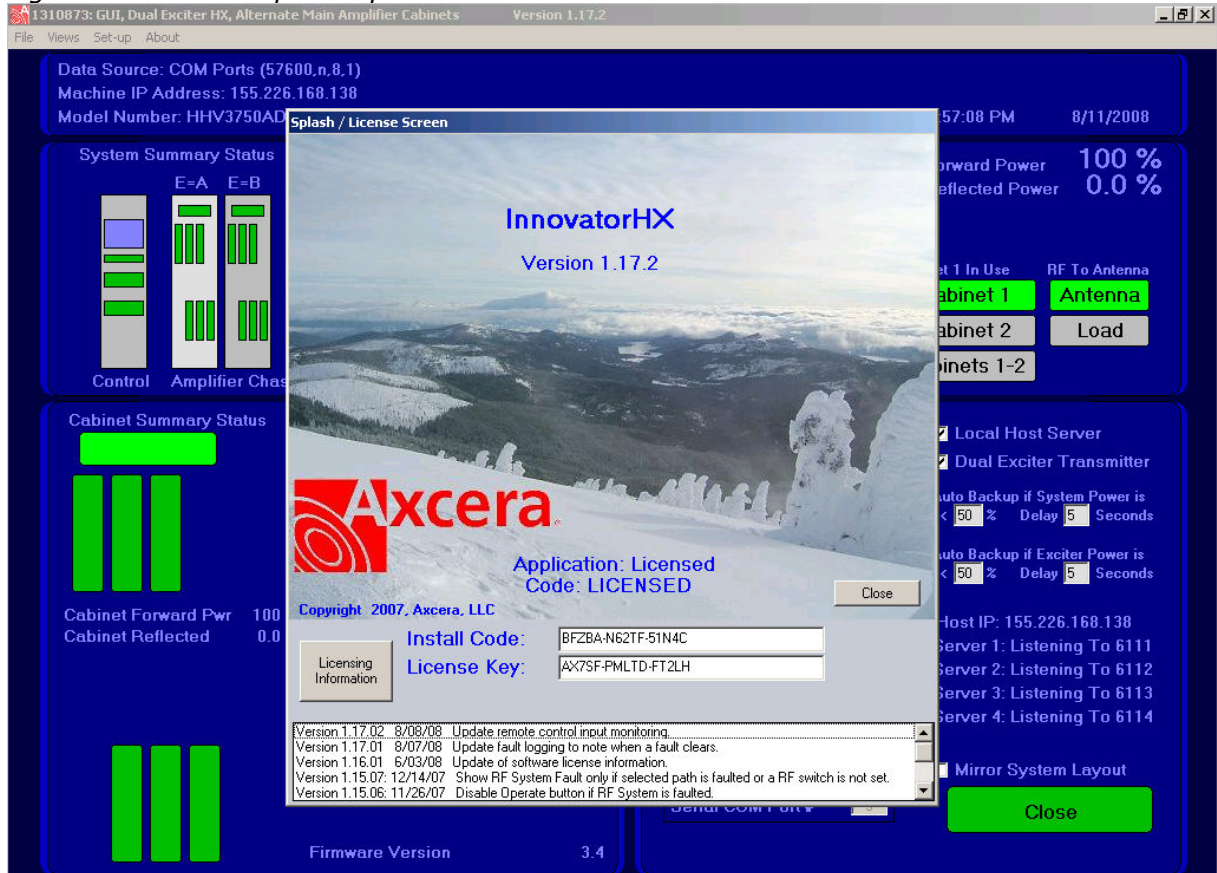 1310873: GUI, Dual Exciter HX, Alternate Main Amplifier Cabinets Version 1.17.2
File Views Set-up About
Data Source: COM Ports (57600,n,8,1)
Machine IP Address: 155.226.168.138
Model Number: HHV3750AD
:57:08 PM 8/11/2008
Splash / License Screen
System Summary Status
E=A E=B
Control Amplifier Chas
InnovatorHX
Version 1.17.2
Axcera.
Application: Licensed
Code: LICENSED
Close
Copyright 2007, Axcera, LLC
Licensing Information
Install Code: BFZBA-N62TF-51N4C
License Key: AX7SF-PMLTD-FT2LH
Version 1.17.02 8/08/08 Update remote control input monitoring.
Version 1.17.01 8/07/08 Update fault logging to note when a fault clears.
Version 1.16.01 6/03/08 Update of software license information.
Version 1.15.07: 12/14/07 Show RF System Fault only if selected path is faulted or a RF switch is not set.
Version 1.15.06: 11/26/07 Disable Operate button if RF System is faulted.
orward Power 100 %
eflected Power 0.0 %
et 1 In Use RF To Antenna
abinet 1 Antenna
abinet 2 Load
inets 1-2
Cabinet Summary Status
Cabinet Forward Pwr 100
Cabinet Reflected 0.0
Firmware Version 3.4
Local Host Server
Dual Exciter Transmitter
uto Backup if System Power is
< 50 % Delay 5 Seconds
uto Backup if Exciter Power is
< 50 % Delay 5 Seconds
Host IP: 155.226.168.138
Server 1: Listening To 6111
Server 2: Listening To 6112
Server 3: Listening To 6113
Server 4: Listening To 6114
Mirror System Layout
Serial COM Port #
Close